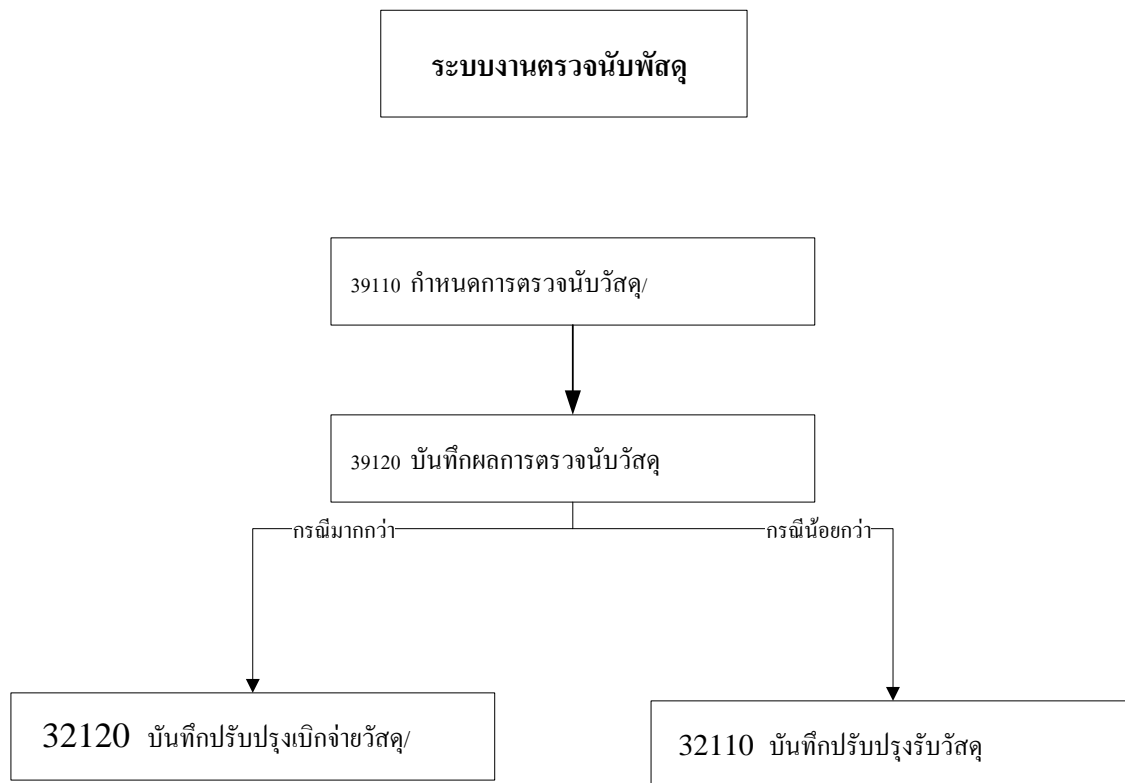 ระบบงานตรวจนับพัสดุ
39110 กำหนดการตรวจนับวัสดุ/
39120 บันทึกผลการตรวจนับวัสดุ
กรณีมากกว่า
กรณีน้อยกว่า
32120 บันทึกปรับปรุงเบิกจ่ายวัสดุ/
32110 บันทึกปรับปรุงรับวัสดุ